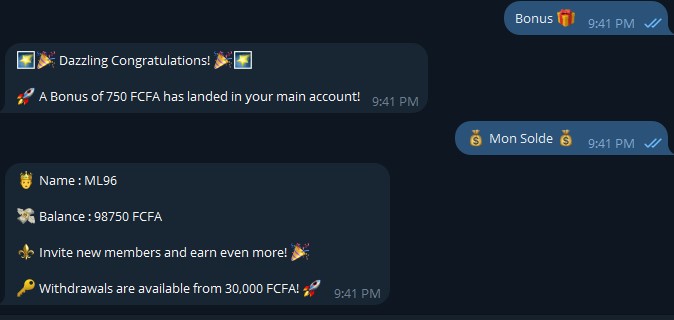 Bonus 🎁 9:41 PM
🌟🎉 Dazzling Congratulations! 🎉🌟
🚀 A Bonus of 750 FCFA has landed in your main account! 9:41 PM
💰 Mon Solde 💰 9:41 PM
🤴 Name : ML96
💸 Balance : 98750 FCFA
⚜️ Invite new members and earn even more! 🎉
🔑 Withdrawals are available from 30,000 FCFA! 🚀 9:41 PM